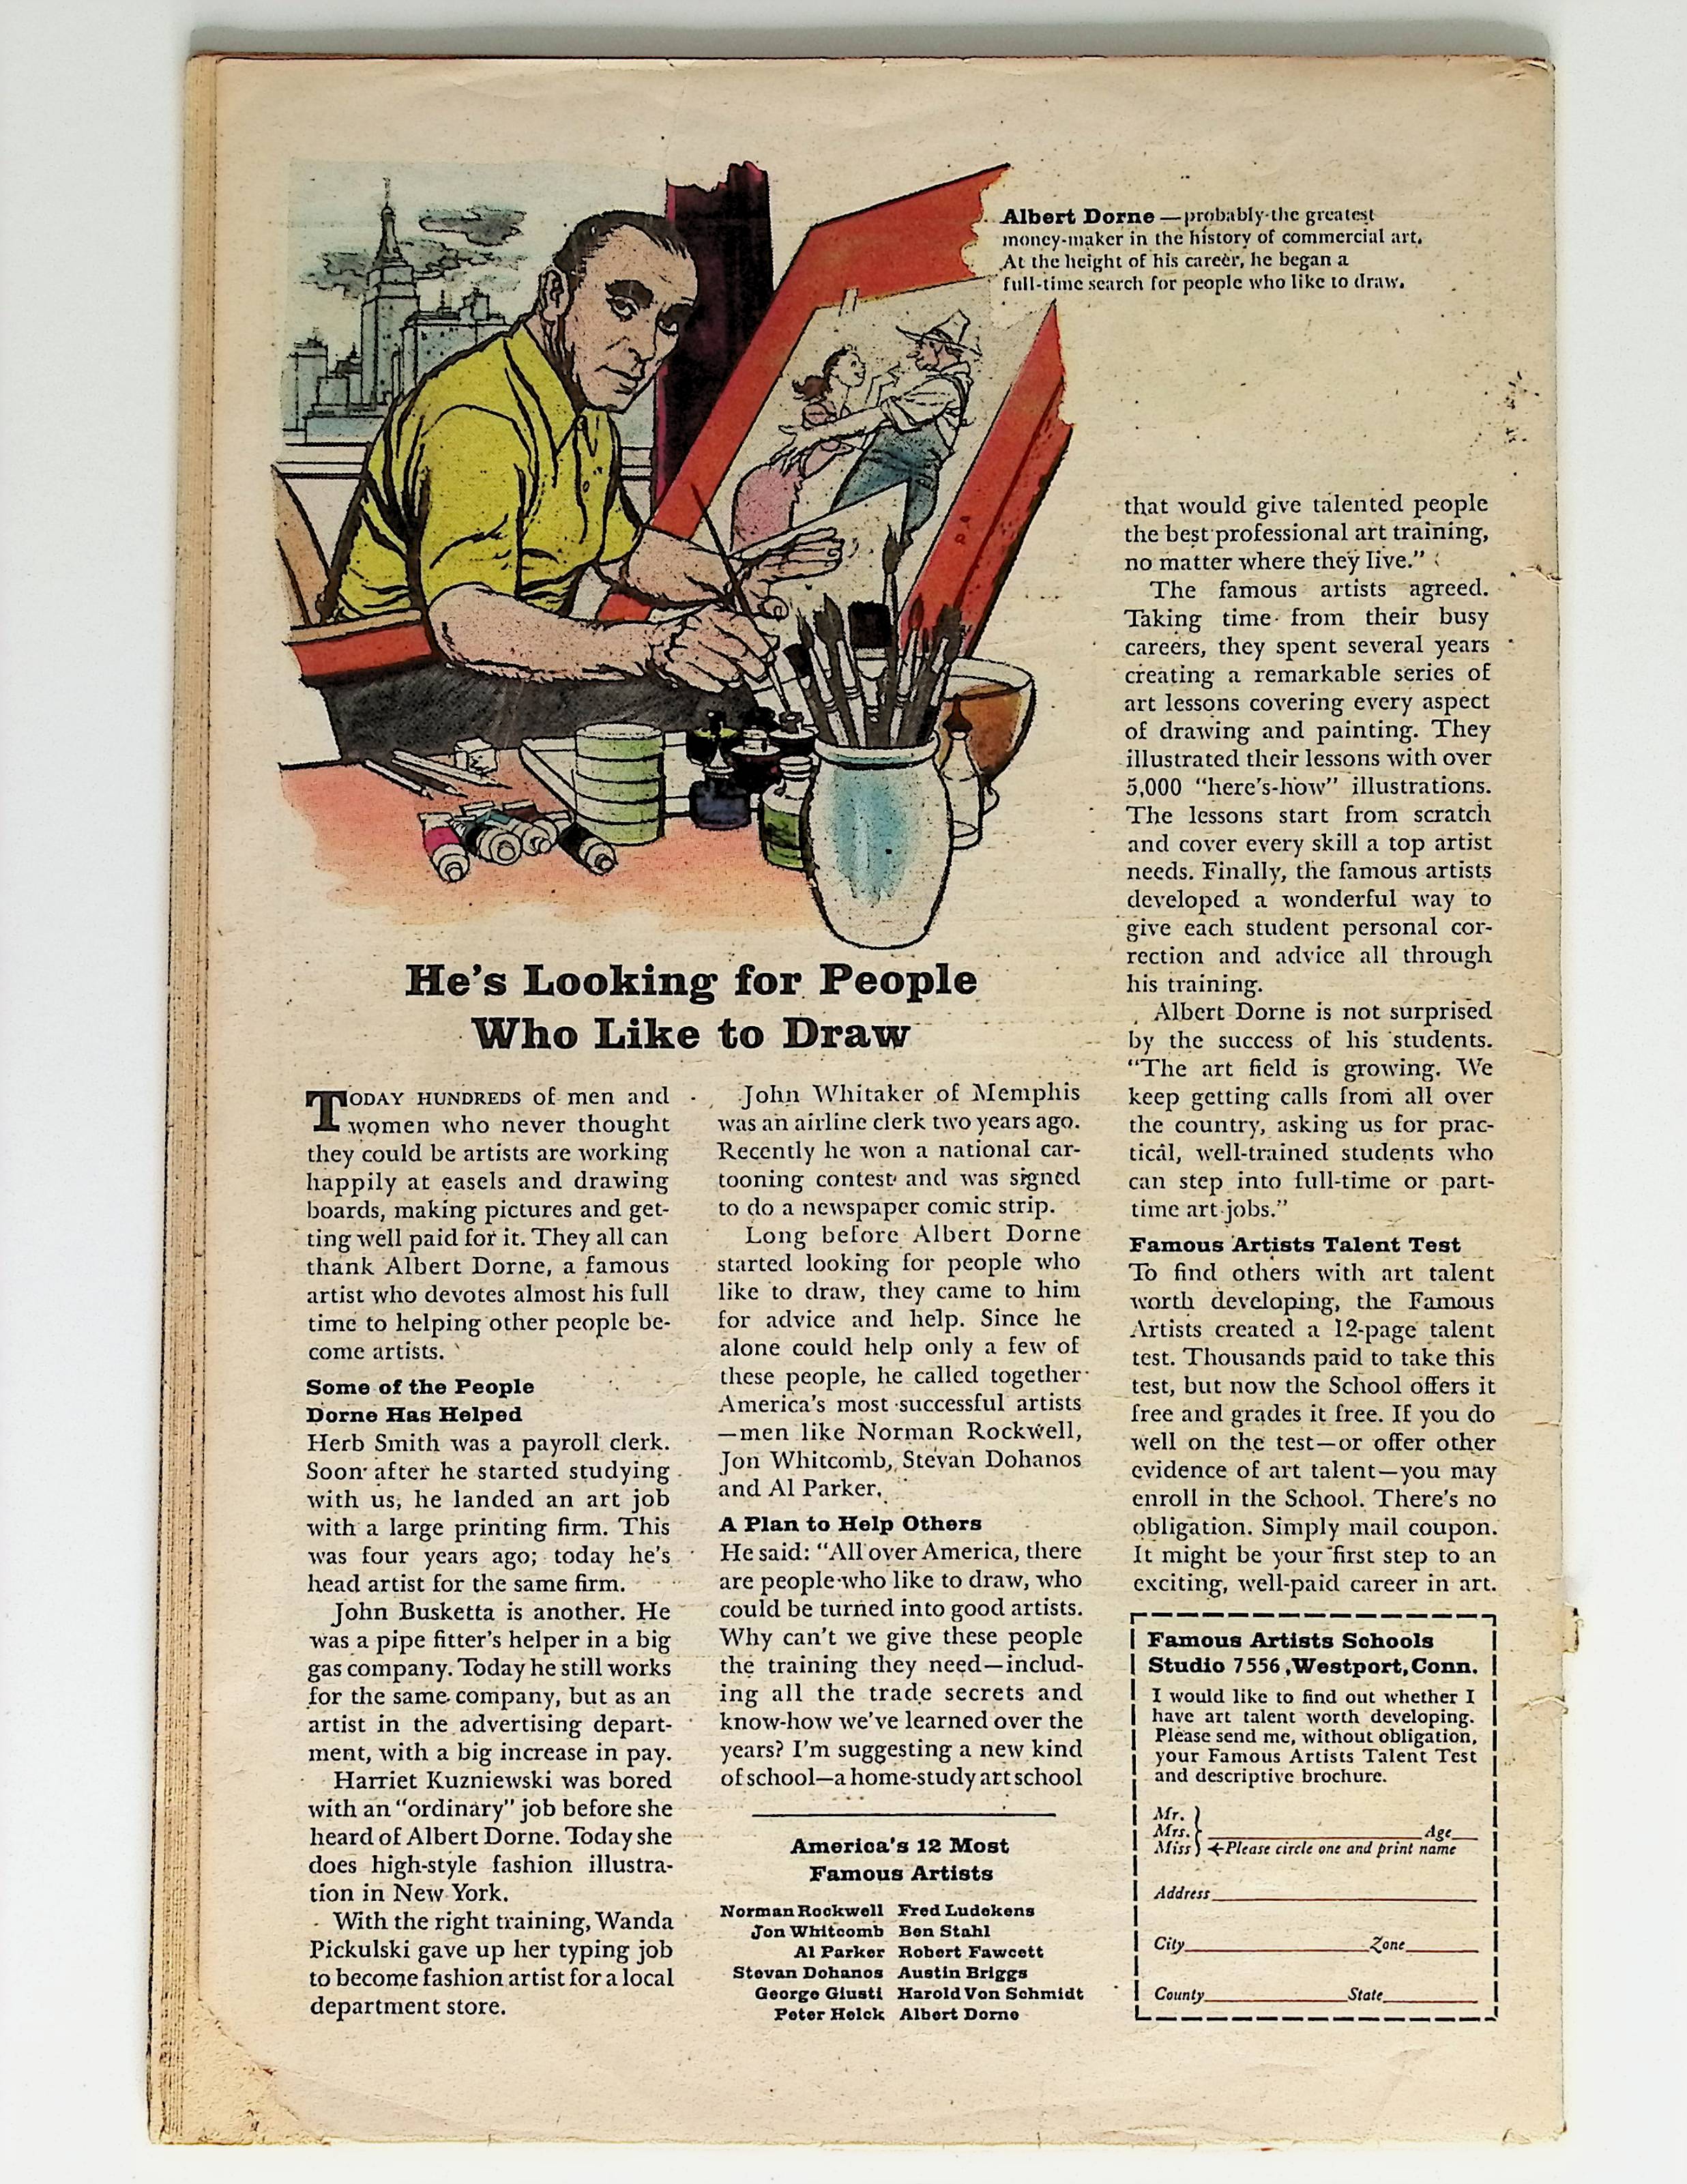 Albert Dorne — probably the greatest
money-maker in the history of commercial art.
At the height of his career, he began a
full-time search for people who like to draw.
He's Looking for People
Who Like to Draw
TODAY HUNDREDS of men and
women who never thought
they could be artists are working
happily at easels and drawing
boards, making pictures and get-
ting well paid for it. They all can
thank Albert Dorne, a famous
artist who devotes almost his full
time to helping other people be-
come artists.
Some of the People
Dorne Has Helped
Herb Smith was a payroll clerk.
Soon after he started studying
with us, he landed an art job
with a large printing firm. This
was four years ago; today he's
head artist for the same firm.
John Busketta is another. He
was a pipe fitter's helper in a big
gas company. Today he still works
for the same company, but as an
artist in the advertising depart-
ment, with a big increase in pay.
Harriet Kuzniewski was bored
with an "ordinary" job before she
heard of Albert Dorne. Today she
does high-style fashion illustra-
tion in New York.
With the right training, Wanda
Pickulski gave up her typing job
to become fashion artist for a local
department store.
John Whitaker of Memphis
was an airline clerk two years ago.
Recently he won a national car-
tooning contest and was signed
to do a newspaper comic strip.
Long before Albert Dorne
started looking for people who
like to draw, they came to him
for advice and help. Since he
alone could help only a few of
these people, he called together
America's most successful artists
—men like Norman Rockwell,
Jon Whitcomb, Stevan Dohanos
and Al Parker.
A Plan to Help Others
He said: "All over America, there
are people who like to draw, who
could be turned into good artists.
Why can't we give these people
the training they need—includ-
ing all the trade secrets and
know-how we've learned over the
years? I'm suggesting a new kind
of school—a home-study art school
America's 12 Most
Famous Artists
Norman Rockwell Fred Ludekens
Jon Whitcomb Ben Stahl
Al Parker Robert Fawcett
Stevan Dohanos Austin Briggs
George Giusti Harold Von Schmidt
Peter Helck Albert Dorne
that would give talented people
the best professional art training,
no matter where they live."
The famous artists agreed.
Taking time from their busy
careers, they spent several years
creating a remarkable series of
art lessons covering every aspect
of drawing and painting. They
illustrated their lessons with over
5,000 "here's-how" illustrations.
The lessons start from scratch
and cover every skill a top artist
needs. Finally, the famous artists
developed a wonderful way to
give each student personal cor-
rection and advice all through
his training.
Albert Dorne is not surprised
by the success of his students.
"The art field is growing. We
keep getting calls from all over
the country, asking us for prac-
tical, well-trained students who
can step into full-time or part-
time art jobs."
Famous Artists Talent Test
To find others with art talent
worth developing, the Famous
Artists created a 12-page talent
test. Thousands paid to take this
test, but now the School offers it
free and grades it free. If you do
well on the test—or offer other
evidence of art talent—you may
enroll in the School. There's no
obligation. Simply mail coupon.
It might be your first step to an
exciting, well-paid career in art.
Famous Artists Schools
Studio 7556, Westport, Conn.
I would like to find out whether I
have art talent worth developing.
Please send me, without obligation,
your Famous Artists Talent Test
and descriptive brochure.
Mr.
Mrs. Age
Miss ←Please circle one and print name
Address
City Zone
County State